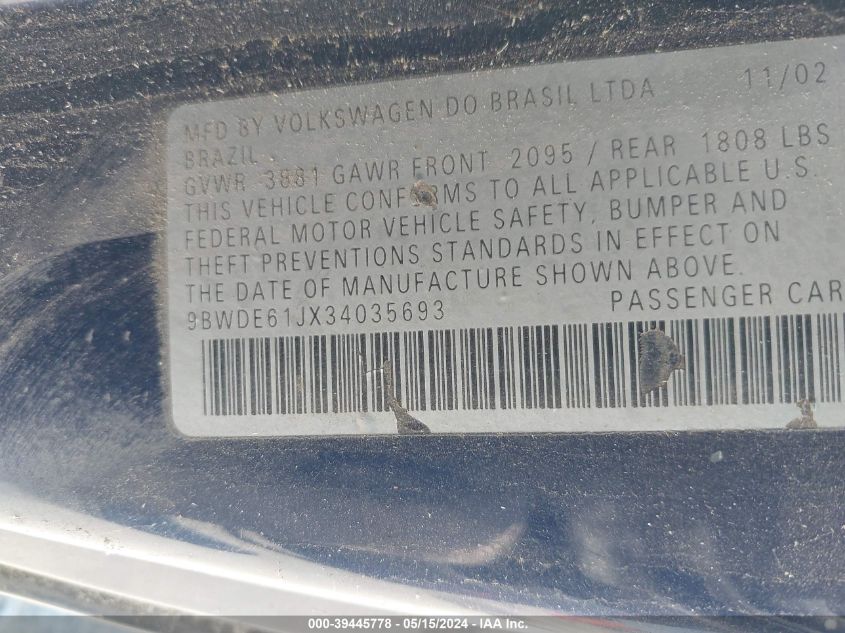 MFD BY VOLKSWAGEN DO BRASIL LTDA 11/02
BRAZIL
GVWR 3881 GAWR FRONT 2095 / REAR 1808 LBS
THIS VEHICLE CONFORMS TO ALL APPLICABLE U.S.
FEDERAL MOTOR VEHICLE SAFETY, BUMPER AND
THEFT PREVENTIONS STANDARDS IN EFFECT ON
THE DATE OF MANUFACTURE SHOWN ABOVE.
9BWDE61JX34035693 PASSENGER CAR
000-39445778 - 05/15/2024 - IAA Inc.